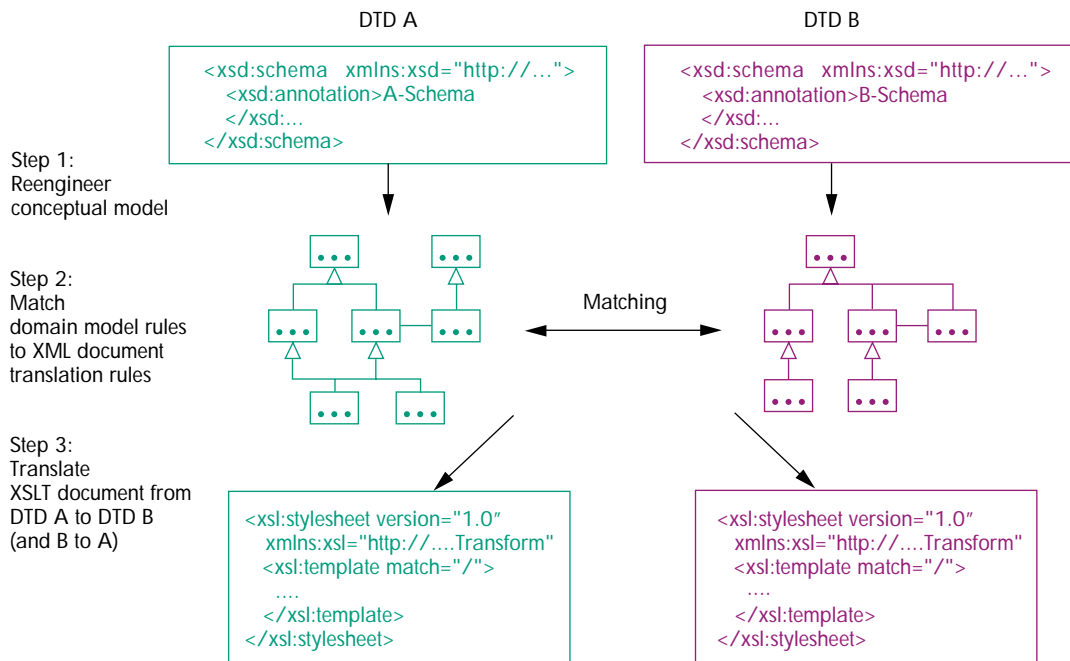 DTD A
DTD B
<xsd:schema xmlns:xsd="http://...">
<xsd:annotation>A-Schema
</xsd:...
</xsd:schema>
<xsd:schema xmlns:xsd="http://...">
<xsd:annotation>B-Schema
</xsd:...
</xsd:schema>
Step 1:
Reengineer
conceptual model
Step 2:
Match
domain model rules
to XML document
translation rules
Matching
Step 3:
Translate
XSLT document from
DTD A to DTD B
(and B to A)
<xsl:stylesheet version="1.0"
xmlns:xsl="http://....Transform"
<xsl:template match="/">
....
</xsl:template>
</xsl:stylesheet>
<xsl:stylesheet version="1.0"
xmlns:xsl="http://....Transform"
<xsl:template match="/">
....
</xsl:template>
</xsl:stylesheet>